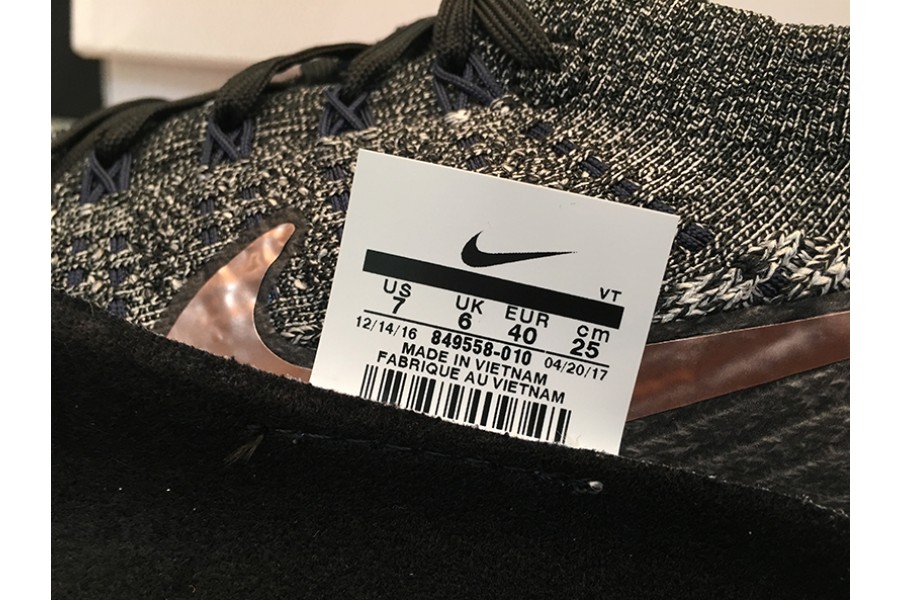 VT
US UK EUR cm
7 6 40 25
12/14/16 849558-010 04/20/17
MADE IN VIETNAM
FABRIQUE AU VIETNAM